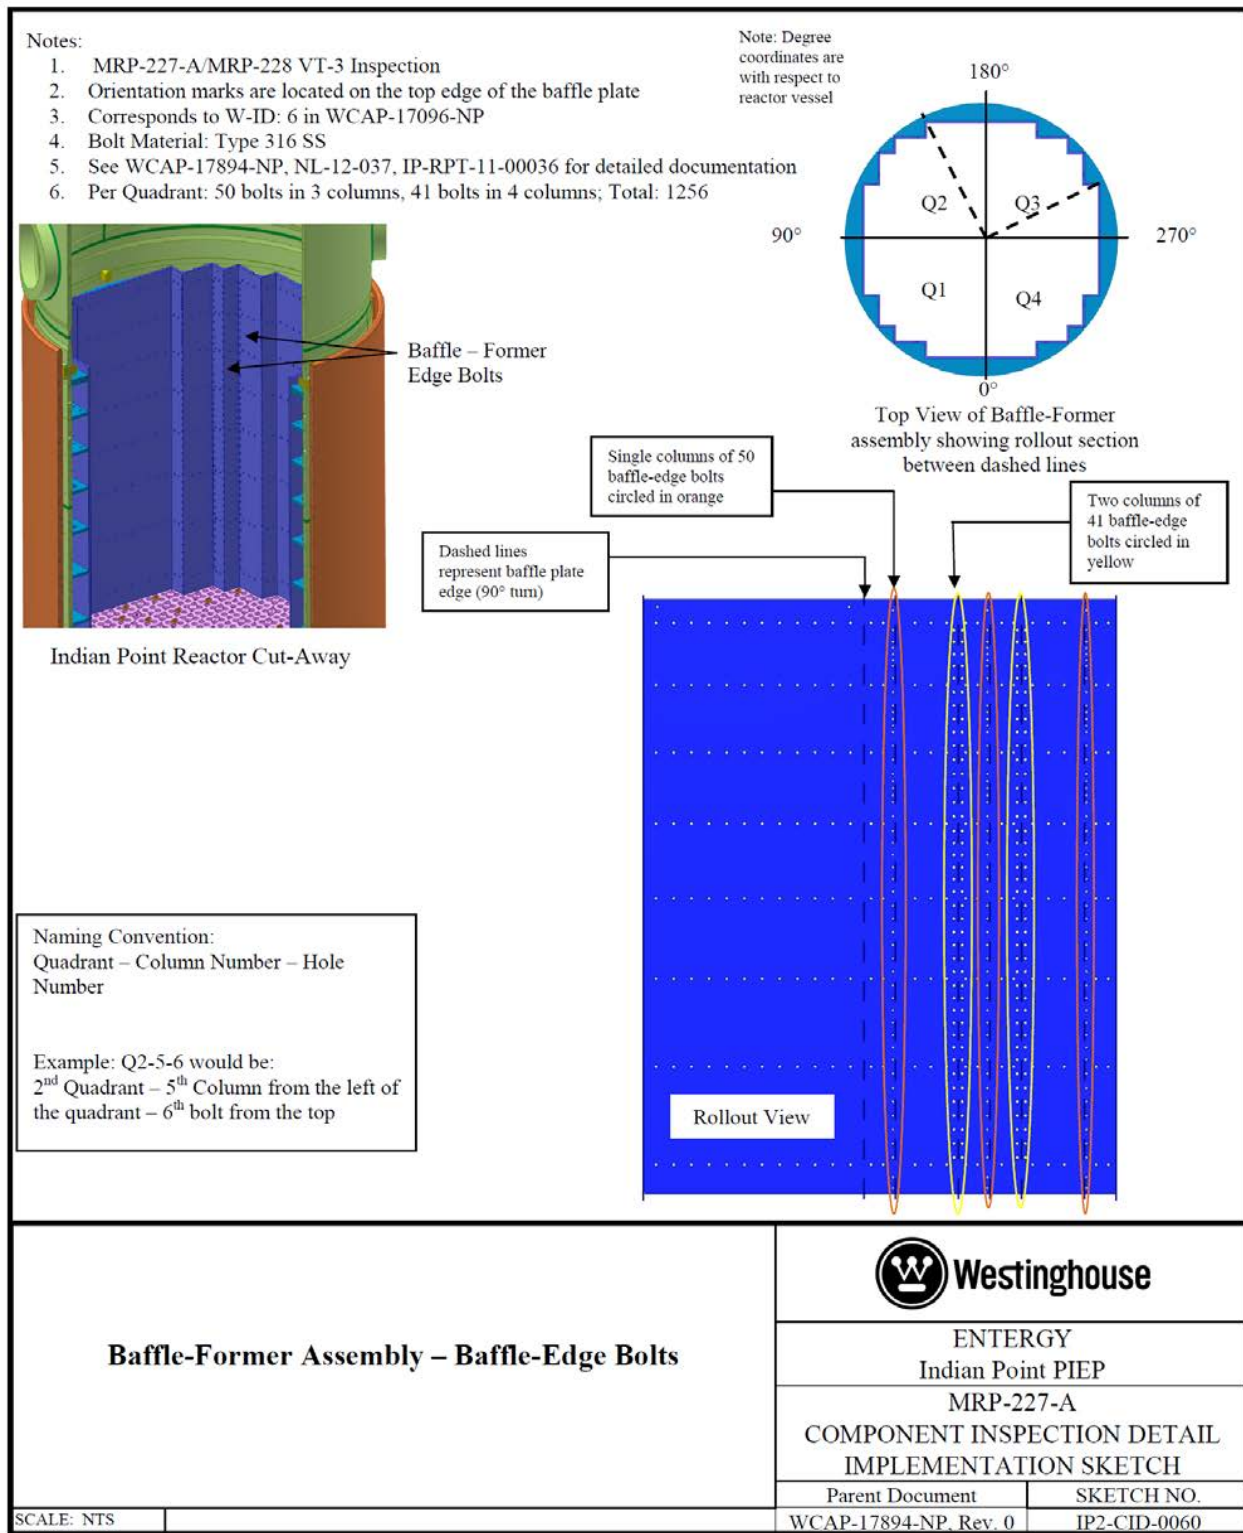 Notes:
1. MRP-227-A/MRP-228 VT-3 Inspection
2. Orientation marks are located on the top edge of the baffle plate
3. Corresponds to W-ID: 6 in WCAP-17096-NP
4. Bolt Material: Type 316 SS
5. See WCAP-17894-NP, NL-12-037, IP-RPT-11-00036 for detailed documentation
6. Per Quadrant: 50 bolts in 3 columns, 41 bolts in 4 columns; Total: 1256
Note: Degree
coordinates are
with respect to
reactor vessel
180°
Q2
Q3
90°
270°
Q1
Q4
0°
Top View of Baffle-Former
assembly showing rollout section
between dashed lines
Baffle – Former
Edge Bolts
Indian Point Reactor Cut-Away
Single columns of 50
baffle-edge bolts
circled in orange
Two columns of
41 baffle-edge
bolts circled in
yellow
Dashed lines
represent baffle plate
edge (90° turn)
Rollout View
Naming Convention:
Quadrant – Column Number – Hole
Number
Example: Q2-5-6 would be:
2nd Quadrant – 5th Column from the left of
the quadrant – 6th bolt from the top
Baffle-Former Assembly – Baffle-Edge Bolts
W
Westinghouse
ENTERGY
Indian Point PIEP
MRP-227-A
COMPONENT INSPECTION DETAIL
IMPLEMENTATION SKETCH
Parent Document
SKETCH NO.
SCALE: NTS
WCAP-17894-NP, Rev. 0
IP2-CID-0060